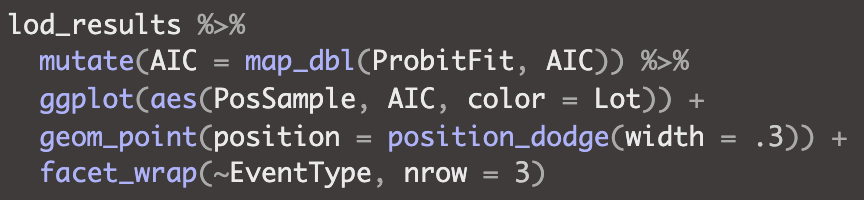 lod_results %>%
  mutate(AIC = map_dbl(ProbitFit, AIC)) %>%
  ggplot(aes(PosSample, AIC, color = Lot)) +
  geom_point(position = position_dodge(width = .3)) +
  facet_wrap(~EventType, nrow = 3)